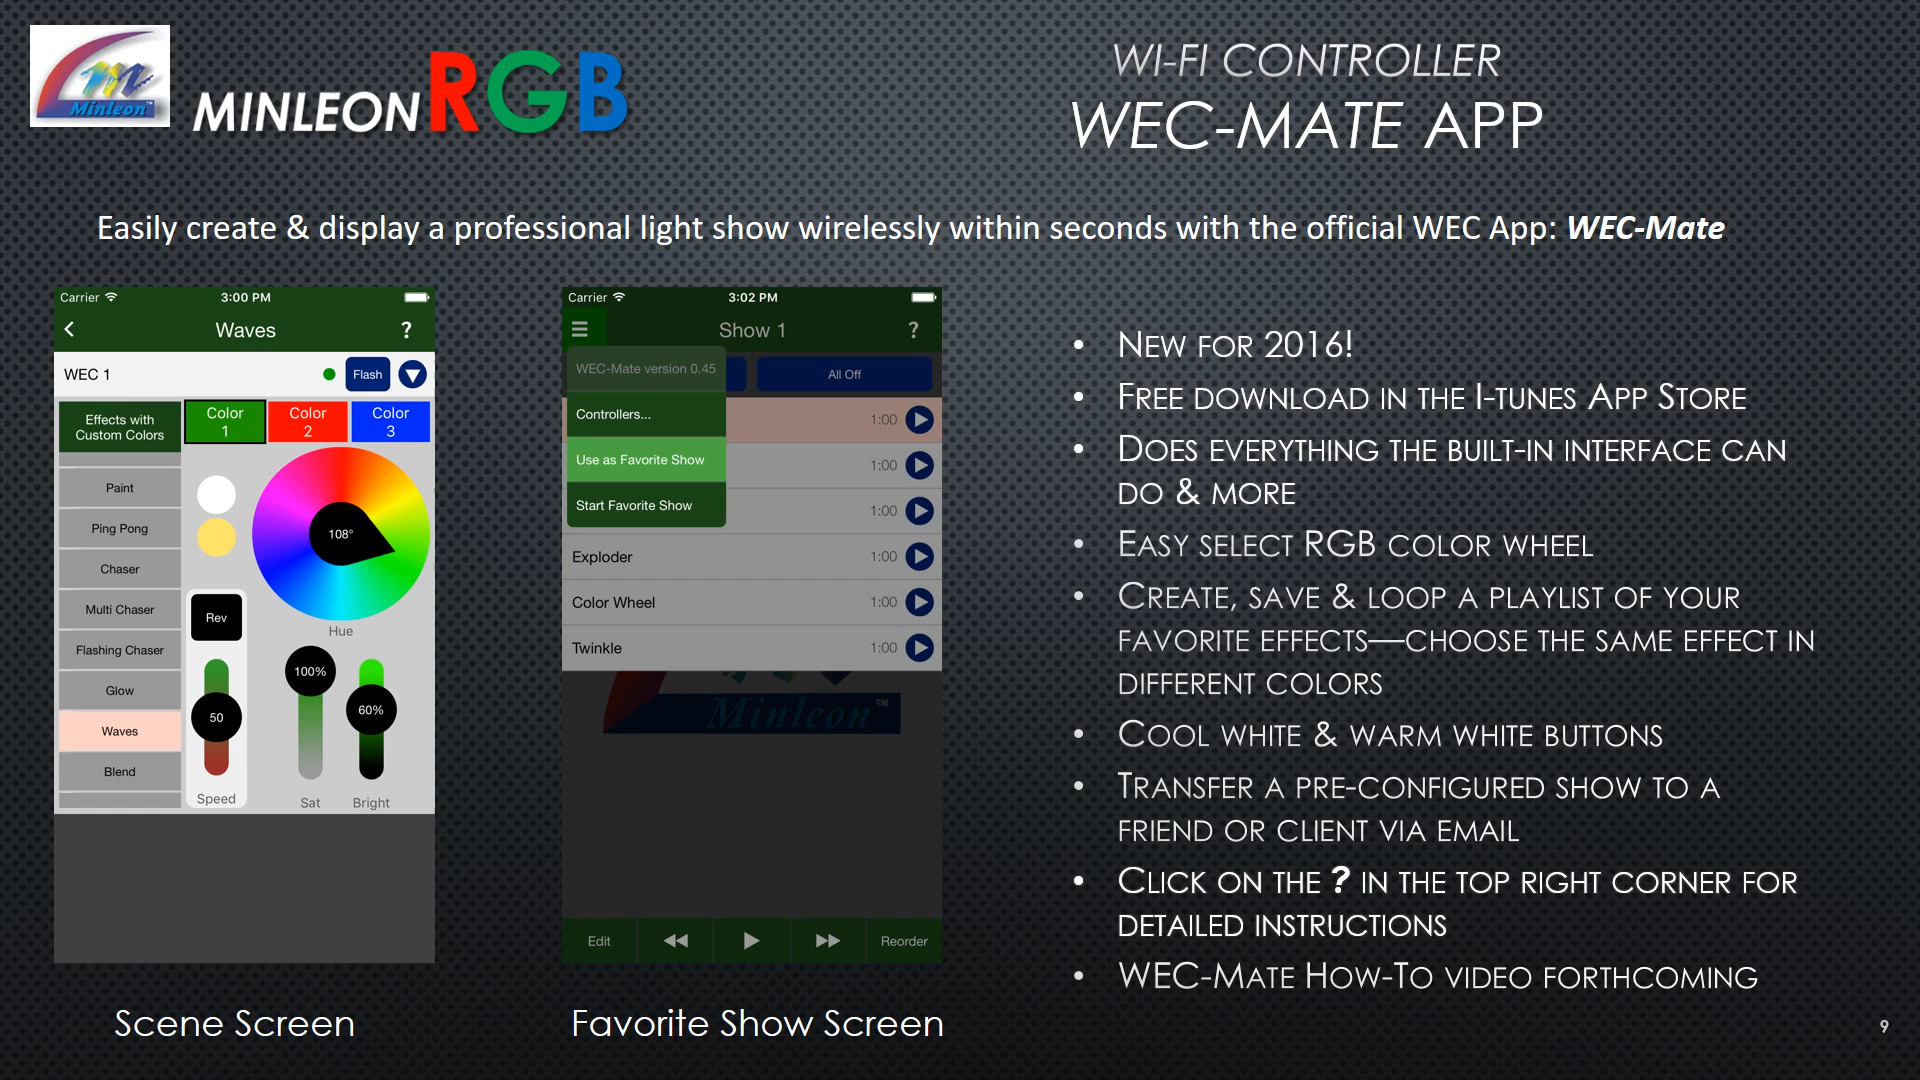 Minleon™
MINLEON RGB
WI-FI CONTROLLER
WEC-MATE APP
Easily create & display a professional light show wirelessly within seconds with the official WEC App: WEC-Mate
Carrier 3:00 PM
Waves ?
WEC 1 Flash
Effects with
Custom Colors
Color
1
Color
2
Color
3
Paint
Ping Pong
Chaser
Multi Chaser
Flashing Chaser
Glow
Waves
Blend
108°
Hue
Rev
50
Speed
100%
Sat
60%
Bright
Scene Screen
Carrier 3:02 PM
Show 1 ?
WEC-Mate version 0.45
All Off
Controllers...
1:00
Use as Favorite Show
1:00
Start Favorite Show
1:00
Exploder 1:00
Color Wheel 1:00
Twinkle 1:00
Minleon™
Edit Reorder
Favorite Show Screen
• New for 2016!
• Free download in the I-tunes App Store
• Does everything the built-in interface can
do & more
• Easy select RGB color wheel
• Create, save & loop a playlist of your
favorite effects—choose the same effect in
different colors
• Cool white & warm white buttons
• Transfer a pre-configured show to a
friend or client via email
• Click on the ? in the top right corner for
detailed instructions
• WEC-Mate How-To video forthcoming
9